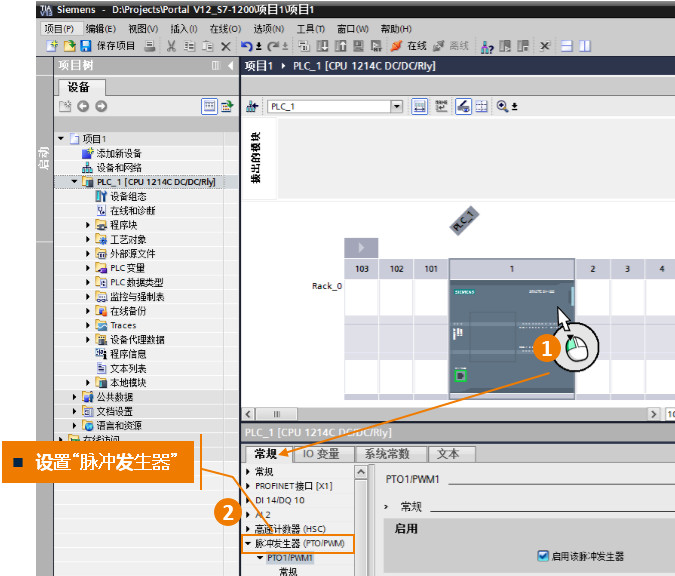 Siemens - D:\Projects\Portal V12_S7-1200\项目1\项目1
项目(P) 编辑(E) 视图(V) 插入(I) 在线(O) 选项(N) 工具(T) 窗口(W) 帮助(H)
保存项目 在线 离线
项目树
项目1 PLC_1 [CPU 1214C DC/DC/Rly]
设备
PLC_1
启动
项目1
添加新设备
设备和网络
PLC_1 [CPU 1214C DC/DC/Rly]
设备组态
在线和诊断
程序块
工艺对象
外部源文件
PLC 变量
PLC 数据类型
监控与强制表
在线备份
Traces
设备代理数据
程序信息
文本列表
本地模块
公共数据
文档设置
语言和资源
在线访问
拔出的模块
PLC_1
103 102 101 1 2 3 4
Rack_0
SIEMENS
1
PLC_1 [CPU 1214C DC/DC/Rly]
常规 IO 变量 系统常数 文本
设置“脉冲发生器”
2
常规
PROFINET接口 [X1]
DI 14/DQ 10
AI 2
高速计数器 (HSC)
脉冲发生器 (PTO/PWM)
PTO1/PWM1
常规
PTO1/PWM1
常规
启用
启用该脉冲发生器